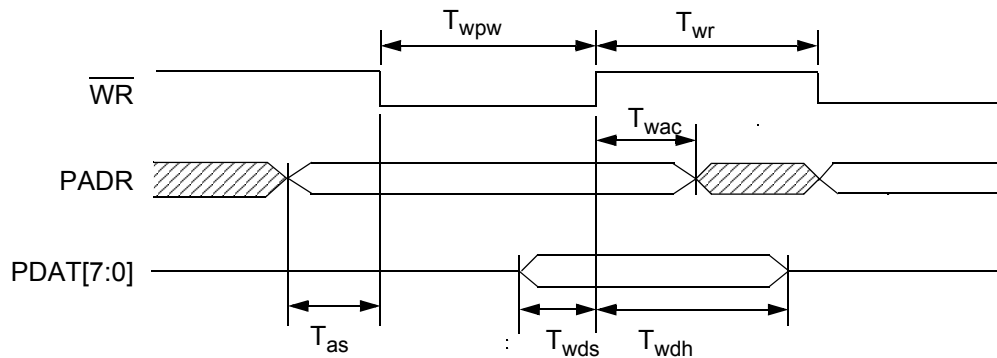 Twpw
Twr
WR
Twac
PADR
PDAT[7:0]
Tas
Twds
Twdh